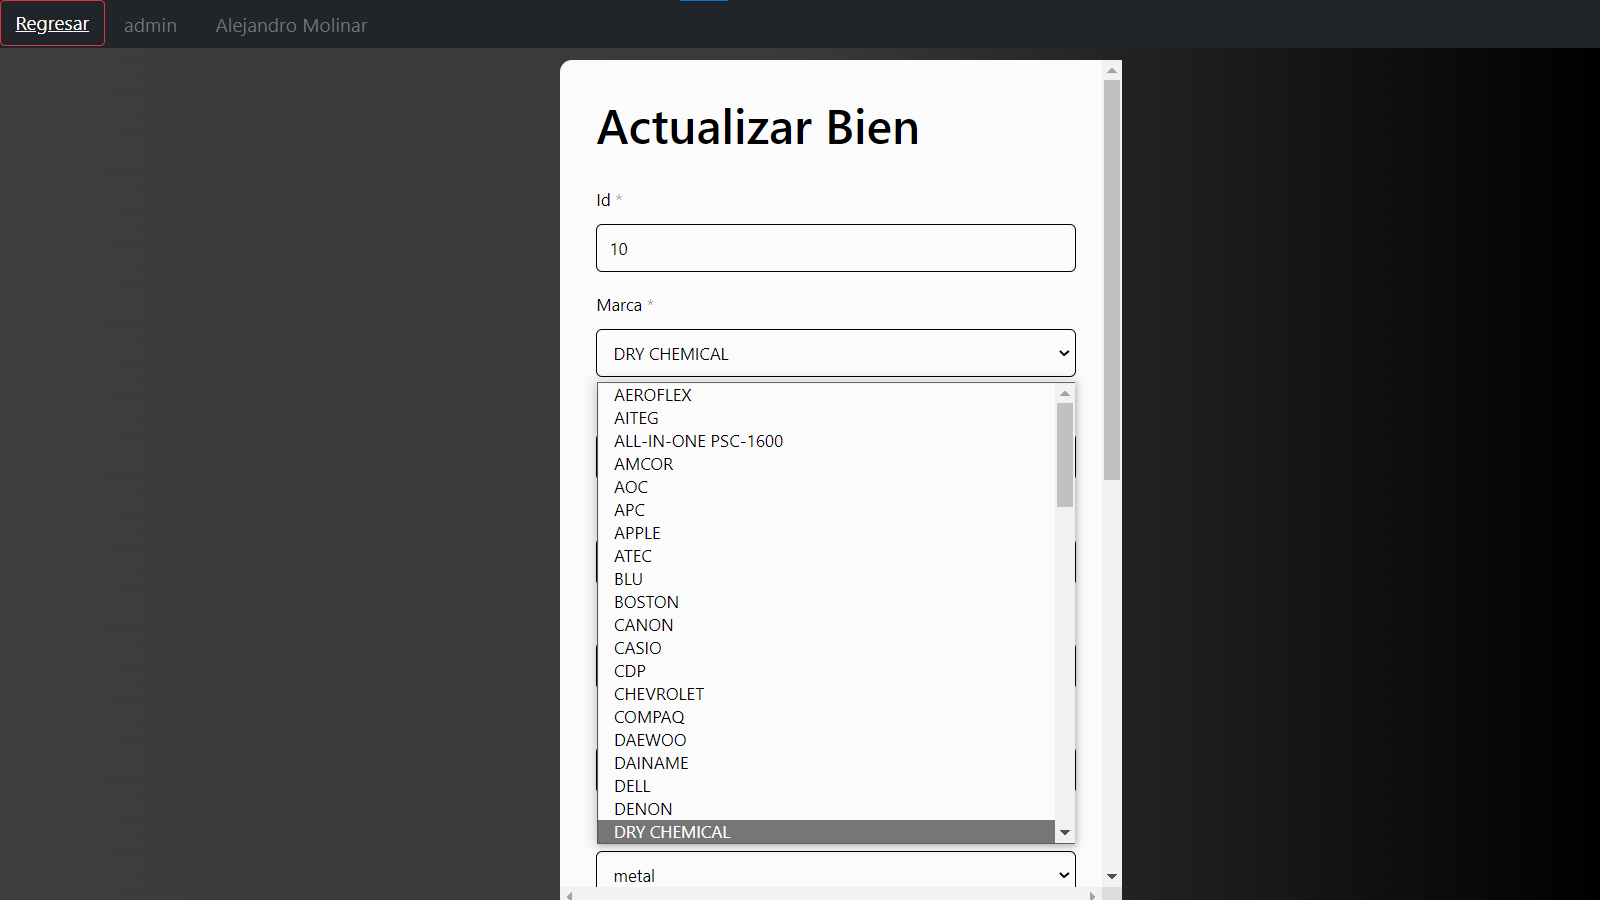 Regresar admin Alejandro Molinar
Actualizar Bien
Id *
10
Marca *
DRY CHEMICAL
AEROFLEX
AITEG
ALL-IN-ONE PSC-1600
AMCOR
AOC
APC
APPLE
ATEC
BLU
BOSTON
CANON
CASIO
CDP
CHEVROLET
COMPAQ
DAEWOO
DAINAME
DELL
DENON
DRY CHEMICAL
metal